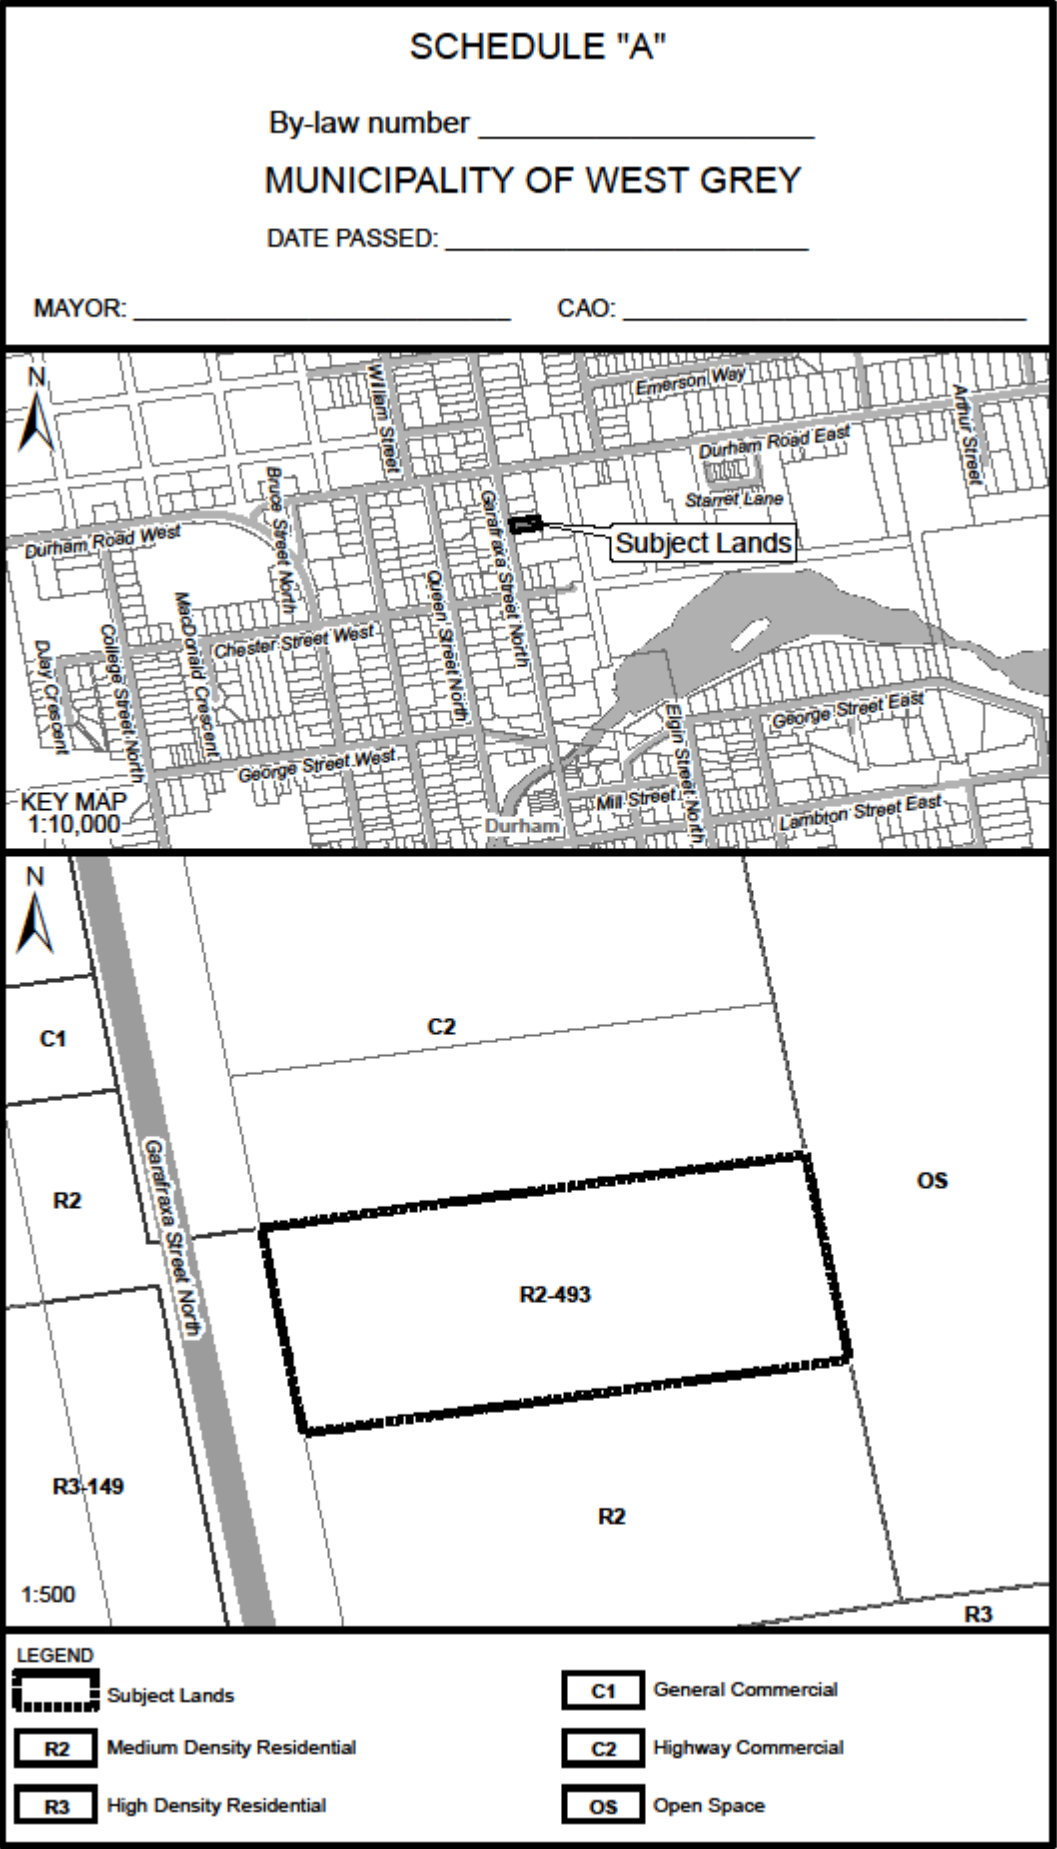 SCHEDULE "A"
By-law number ____________________
MUNICIPALITY OF WEST GREY
DATE PASSED: ____________________
MAYOR: ____________________ CAO: ____________________
N
William Street
Emerson Way
Arthur Street
Durham Road East
Starret Lane
Bruce Street North
Garafraxa Street North
Durham Road West
Subject Lands
Queen Street North
MacDonald Crescent
Chester Street West
College Street North
Djay Crescent
Elgin Street North
George Street East
George Street West
KEY MAP
1:10,000
Mill Street
Durham
Lambton Street East
N
C2
C1
Garafraxa Street North
R2
OS
R2-493
R3-149
R2
1:500
R3
LEGEND
Subject Lands
C1 General Commercial
R2 Medium Density Residential
C2 Highway Commercial
R3 High Density Residential
OS Open Space